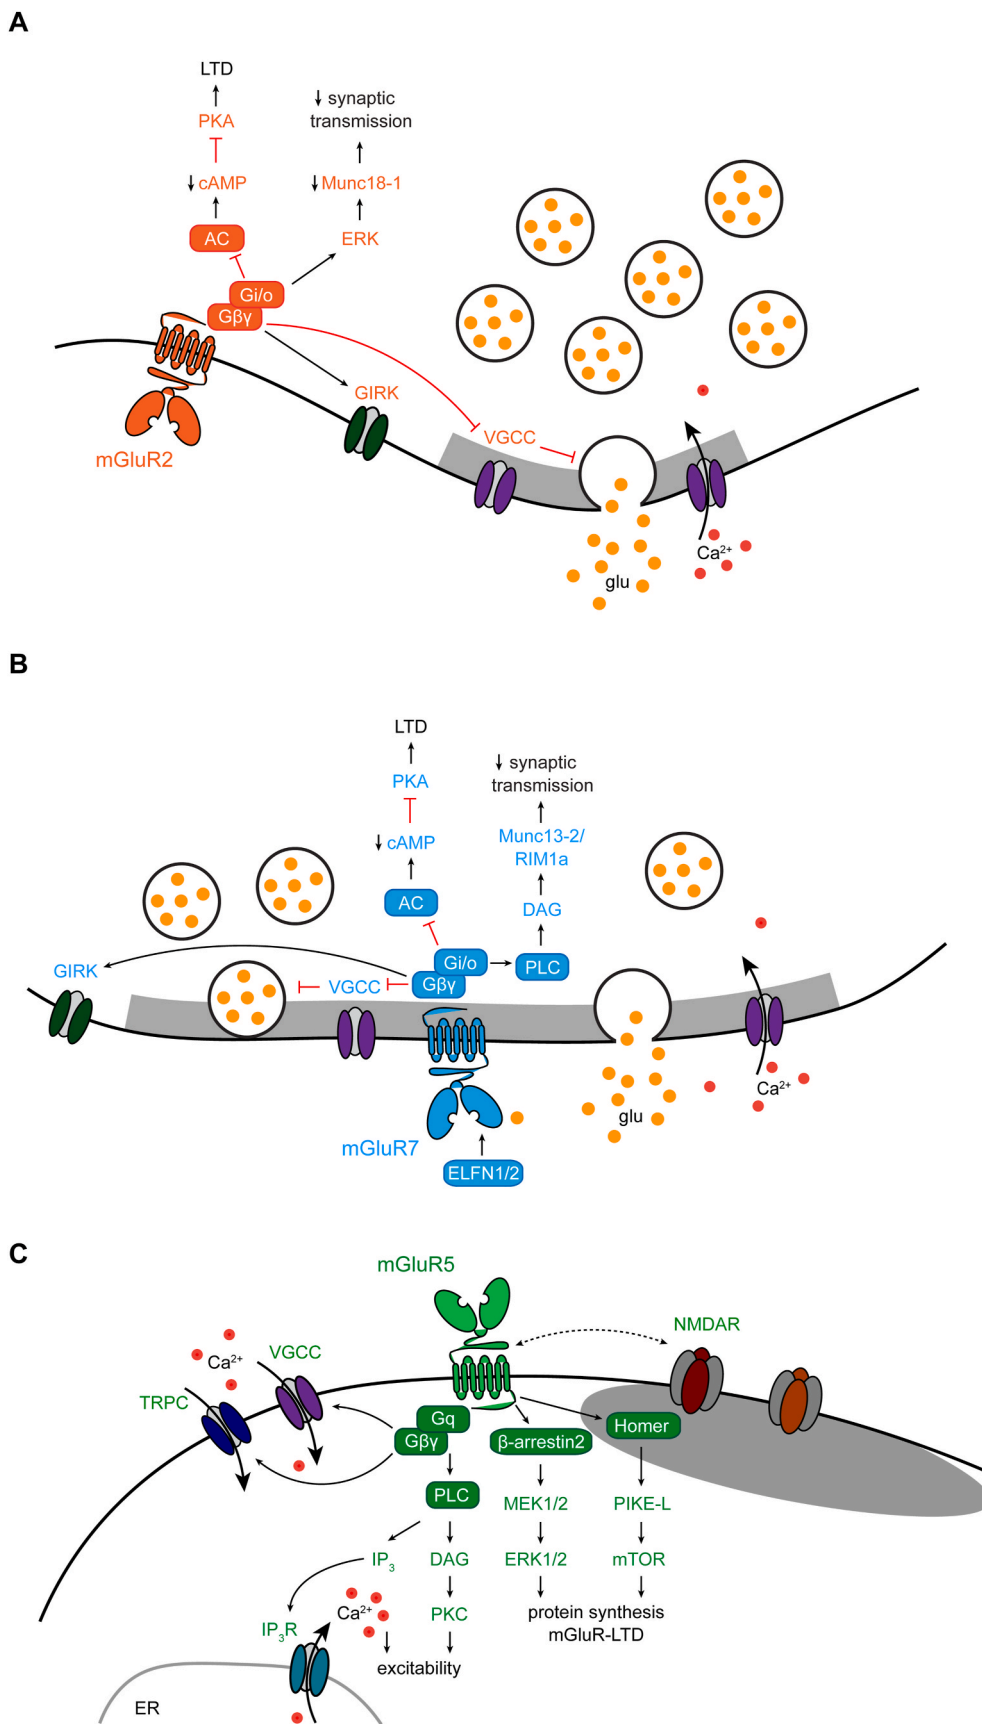 A
LTD
PKA
↓ cAMP
AC
Gi/o
Gβγ
↓ synaptic
transmission
↓ Munc18-1
ERK
mGluR2
GIRK
VGCC
glu
Ca²⁺
B
LTD
PKA
↓ cAMP
AC
Gi/o
Gβγ
↓ synaptic
transmission
Munc13-2/
RIM1a
DAG
PLC
GIRK
VGCC
mGluR7
ELFN1/2
glu
Ca²⁺
C
mGluR5
NMDAR
VGCC
Ca²⁺
TRPC
Gq
Gβγ
β-arrestin2
Homer
PLC
MEK1/2
PIKE-L
IP₃
DAG
ERK1/2
mTOR
Ca²⁺
PKC
protein synthesis
mGluR-LTD
IP₃R
excitability
ER